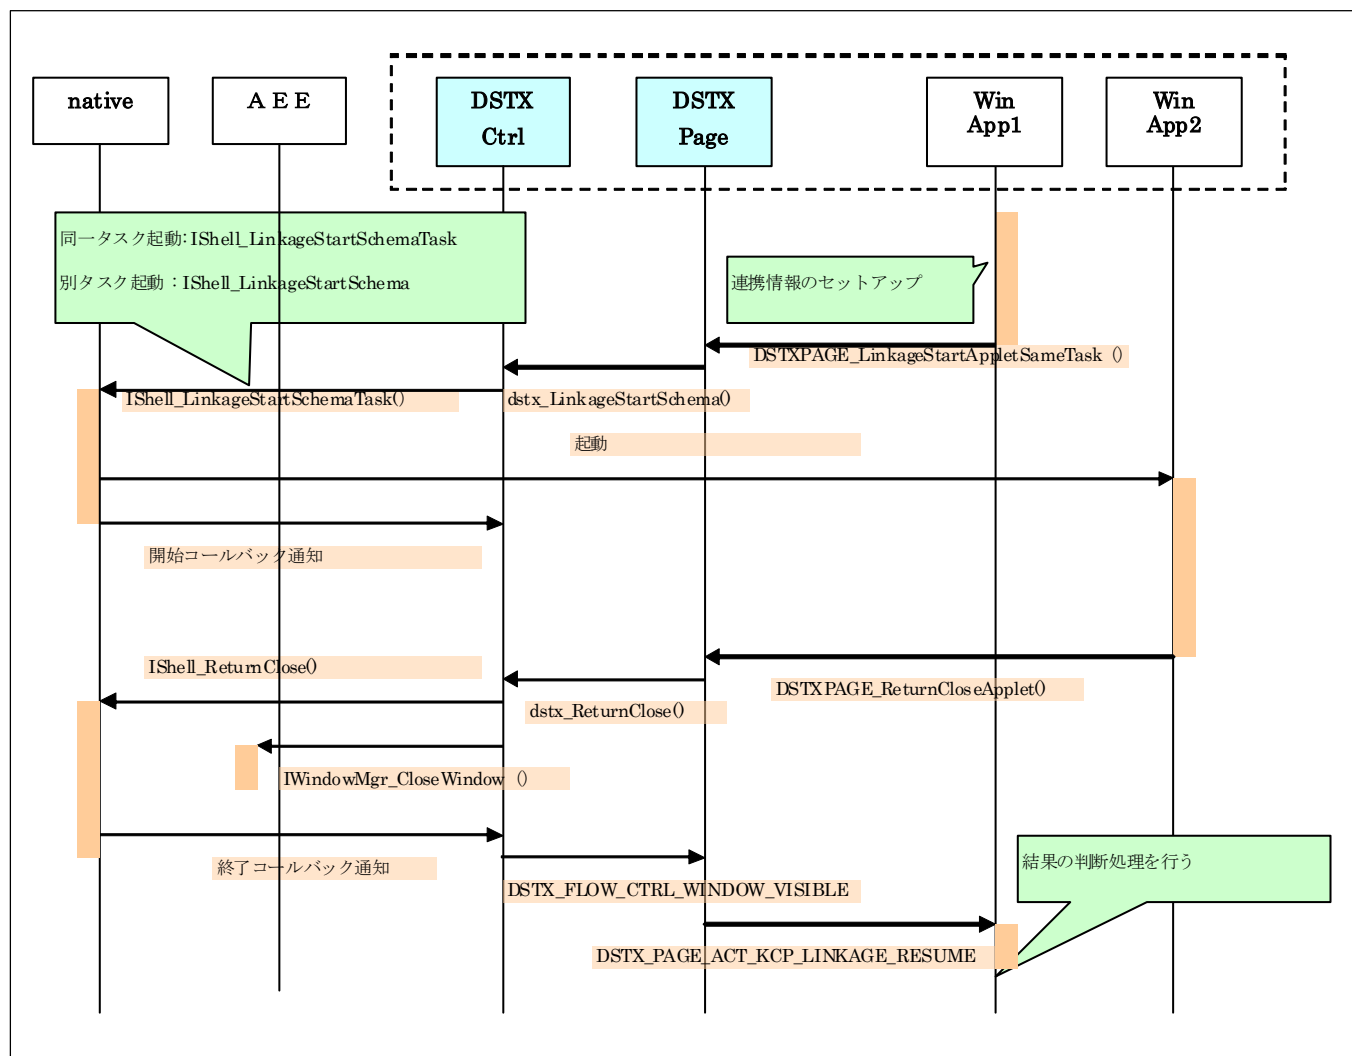 native
A E E
DSTX
Ctrl
DSTX
Page
Win
App1
Win
App2
同一タスク起動:IShell_LinkageStartSchemaTask
別タスク起動 :IShell_LinkageStartSchema
連携情報のセットアップ
DSTXPAGE_LinkageStartAppletSameTask ()
IShell_LinkageStartSchemaTask()
dstx_LinkageStartSchema()
起動
開始コールバック通知
IShell_ReturnClose()
DSTXPAGE_ReturnCloseApplet()
dstx_ReturnClose()
IWindowMgr_CloseWindow ()
終了コールバック通知
結果の判断処理を行う
DSTX_FLOW_CTRL_WINDOW_VISIBLE
DSTX_PAGE_ACT_KCP_LINKAGE_RESUME